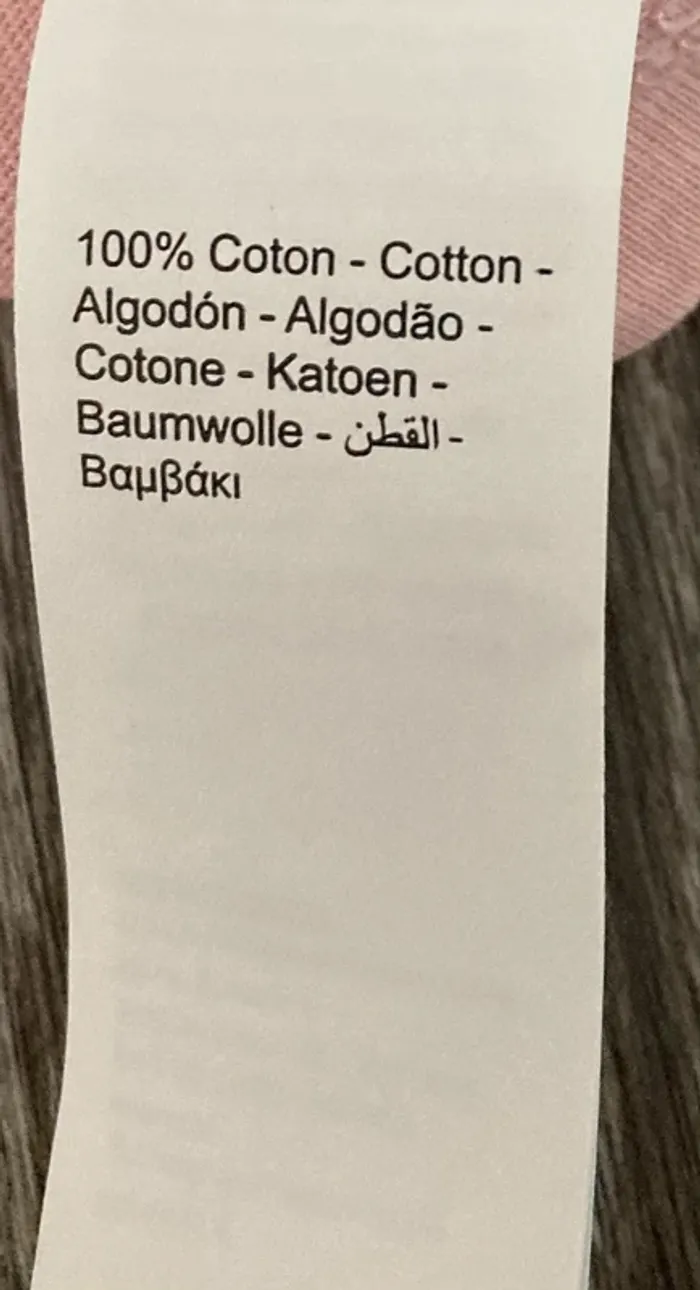 100% Coton - Cotton -
Algodón - Algodão -
Cotone - Katoen -
Baumwolle - القطن -
Βαμβάκι